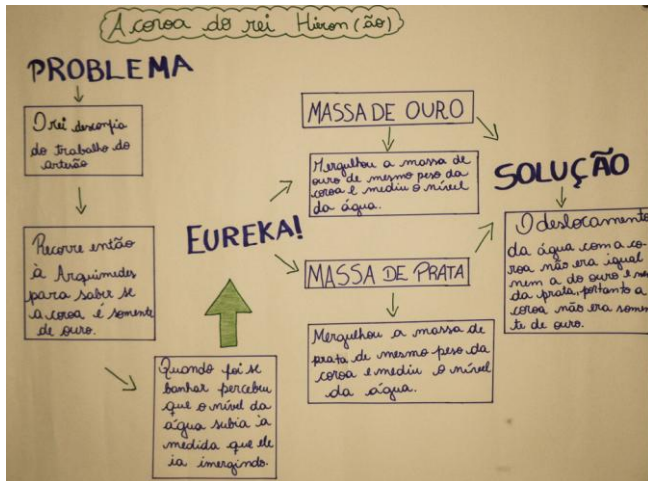 A coroa do rei Hieron (ão)
PROBLEMA
O rei desconfia
do trabalho do
artesão
Recorre então
à Arquimedes
para saber se
a coroa é somente
de ouro.
Quando foi se
banhar percebeu
que o nível da
água subia à
medida que ele
ia imergindo.
EUREKA!
MASSA DE OURO
Mergulhou a massa de
ouro de mesmo peso da
coroa e mediu o nível
da água.
MASSA DE PRATA
Mergulhou a massa de
prata de mesmo peso da
coroa e mediu o nível
da água.
SOLUÇÃO
O deslocamento
da água com a co-
roa não era igual
nem a do ouro e nem
da prata, portanto a
coroa não era somen
te de ouro.